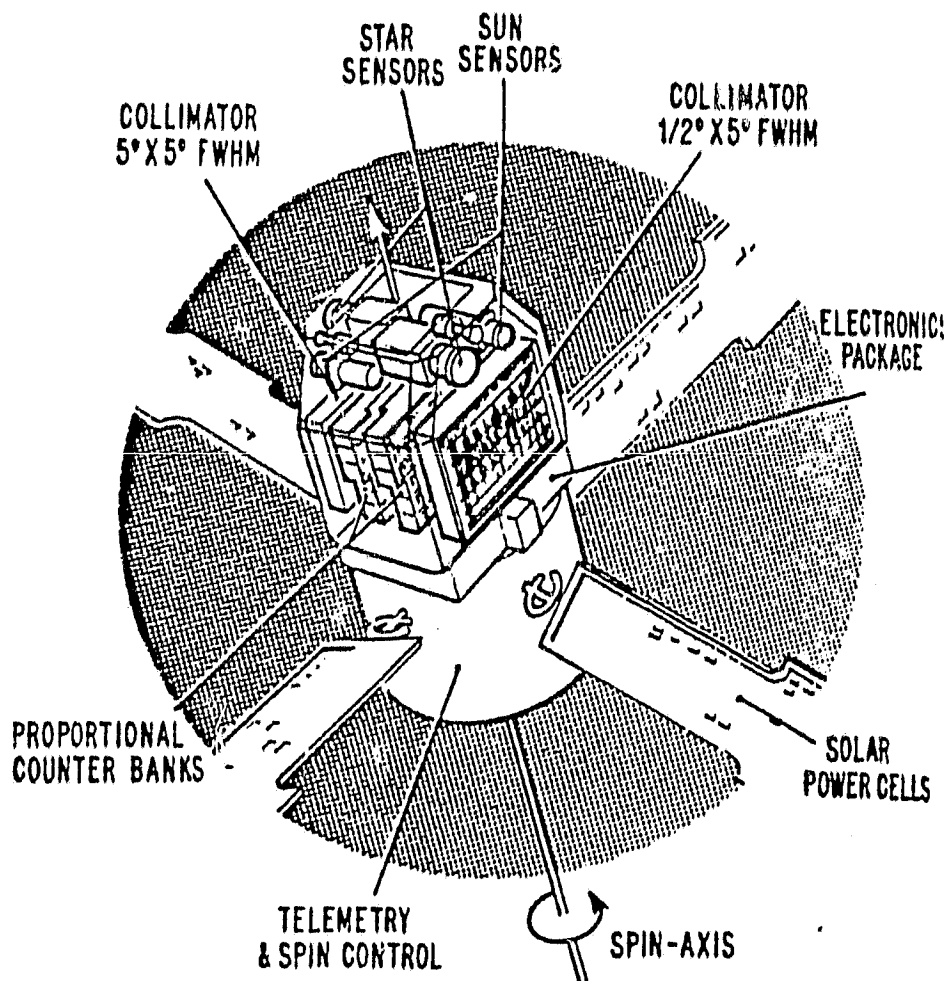 STAR
SENSORS
SUN
SENSORS
COLLIMATOR
5° X 5° FWHM
COLLIMATOR
1/2° X 5° FWHM
ELECTRONICS
PACKAGE
PROPORTIONAL
COUNTER BANKS
SOLAR
POWER CELLS
TELEMETRY
& SPIN CONTROL
SPIN-AXIS